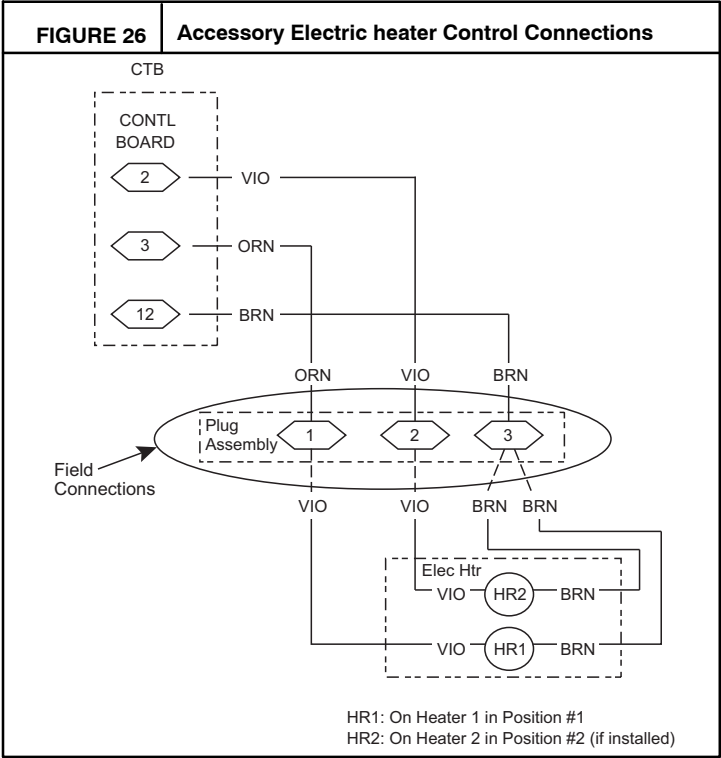 FIGURE 26
Accessory Electric heater Control Connections
CTB
CONTL
BOARD
2
VIO
3
ORN
12
BRN
ORN
VIO
BRN
Plug
Assembly
1
2
3
Field
Connections
VIO
VIO
BRN
BRN
Elec Htr
VIO
HR2
BRN
VIO
HR1
BRN
HR1: On Heater 1 in Position #1
HR2: On Heater 2 in Position #2 (if installed)